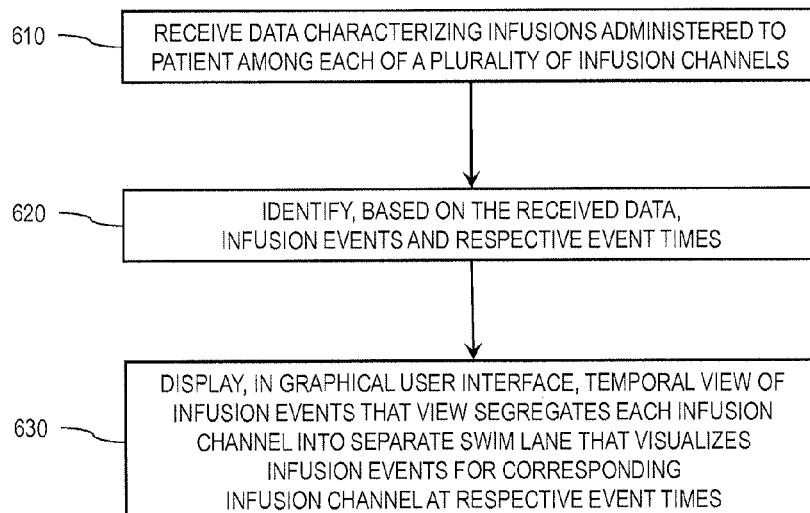 610
RECEIVE DATA CHARACTERIZING INFUSIONS ADMINISTERED TO
PATIENT AMONG EACH OF A PLURALITY OF INFUSION CHANNELS
620
IDENTIFY, BASED ON THE RECEIVED DATA,
INFUSION EVENTS AND RESPECTIVE EVENT TIMES
630
DISPLAY, IN GRAPHICAL USER INTERFACE, TEMPORAL VIEW OF
INFUSION EVENTS THAT VIEW SEGREGATES EACH INFUSION
CHANNEL INTO SEPARATE SWIM LANE THAT VISUALIZES
INFUSION EVENTS FOR CORRESPONDING
INFUSION CHANNEL AT RESPECTIVE EVENT TIMES